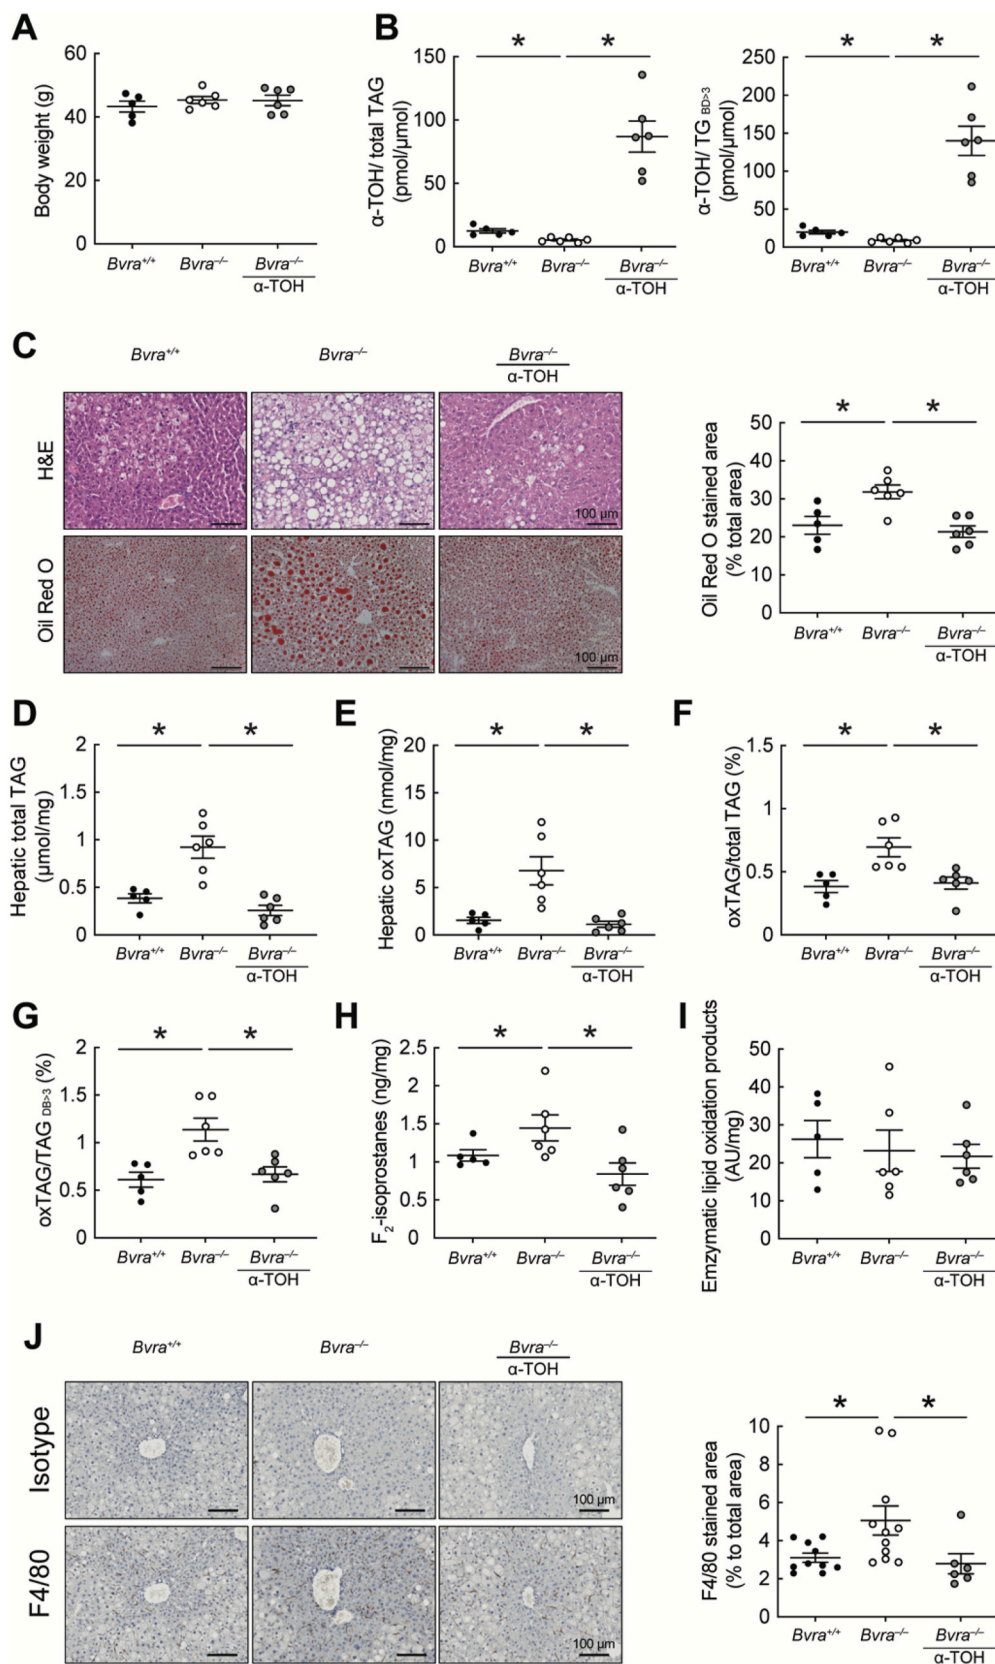 A
Body weight (g)
60
40
20
0
Bvra+/+
Bvra–/–
Bvra–/–
α-TOH
B
α-TOH/ total TAG
(pmol/μmol)
150
100
50
0
*
*
Bvra+/+
Bvra–/–
Bvra–/–
α-TOH
α-TOH/ TG BD>3
(pmol/μmol)
250
200
150
100
50
0
*
*
Bvra+/+
Bvra–/–
Bvra–/–
α-TOH
C
Bvra+/+
Bvra–/–
Bvra–/–
α-TOH
H&E
100 μm
Oil Red O
100 μm
Oil Red O stained area
(% total area)
50
40
30
20
10
0
*
*
Bvra+/+
Bvra–/–
Bvra–/–
α-TOH
D
Hepatic total TAG
(μmol/mg)
2
1.5
1
0.5
0
*
*
Bvra+/+
Bvra–/–
Bvra–/–
α-TOH
E
Hepatic oxTAG (nmol/mg)
20
15
10
5
0
*
*
Bvra+/+
Bvra–/–
Bvra–/–
α-TOH
F
oxTAG/total TAG (%)
1.5
1
0.5
0
*
*
Bvra+/+
Bvra–/–
Bvra–/–
α-TOH
G
oxTAG/TAG DB>3 (%)
2
1.5
1
0.5
0
*
*
Bvra+/+
Bvra–/–
Bvra–/–
α-TOH
H
F2-isoprostanes (ng/mg)
2.5
2
1.5
1
0.5
0
*
*
Bvra+/+
Bvra–/–
Bvra–/–
α-TOH
I
Emzymatic lipid oxidation products
(AU/mg)
50
40
30
20
10
0
Bvra+/+
Bvra–/–
Bvra–/–
α-TOH
J
Bvra+/+
Bvra–/–
Bvra–/–
α-TOH
Isotype
100 μm
F4/80
100 μm
F4/80 stained area
(% to total area)
10
8
6
4
2
0
*
*
Bvra+/+
Bvra–/–
Bvra–/–
α-TOH